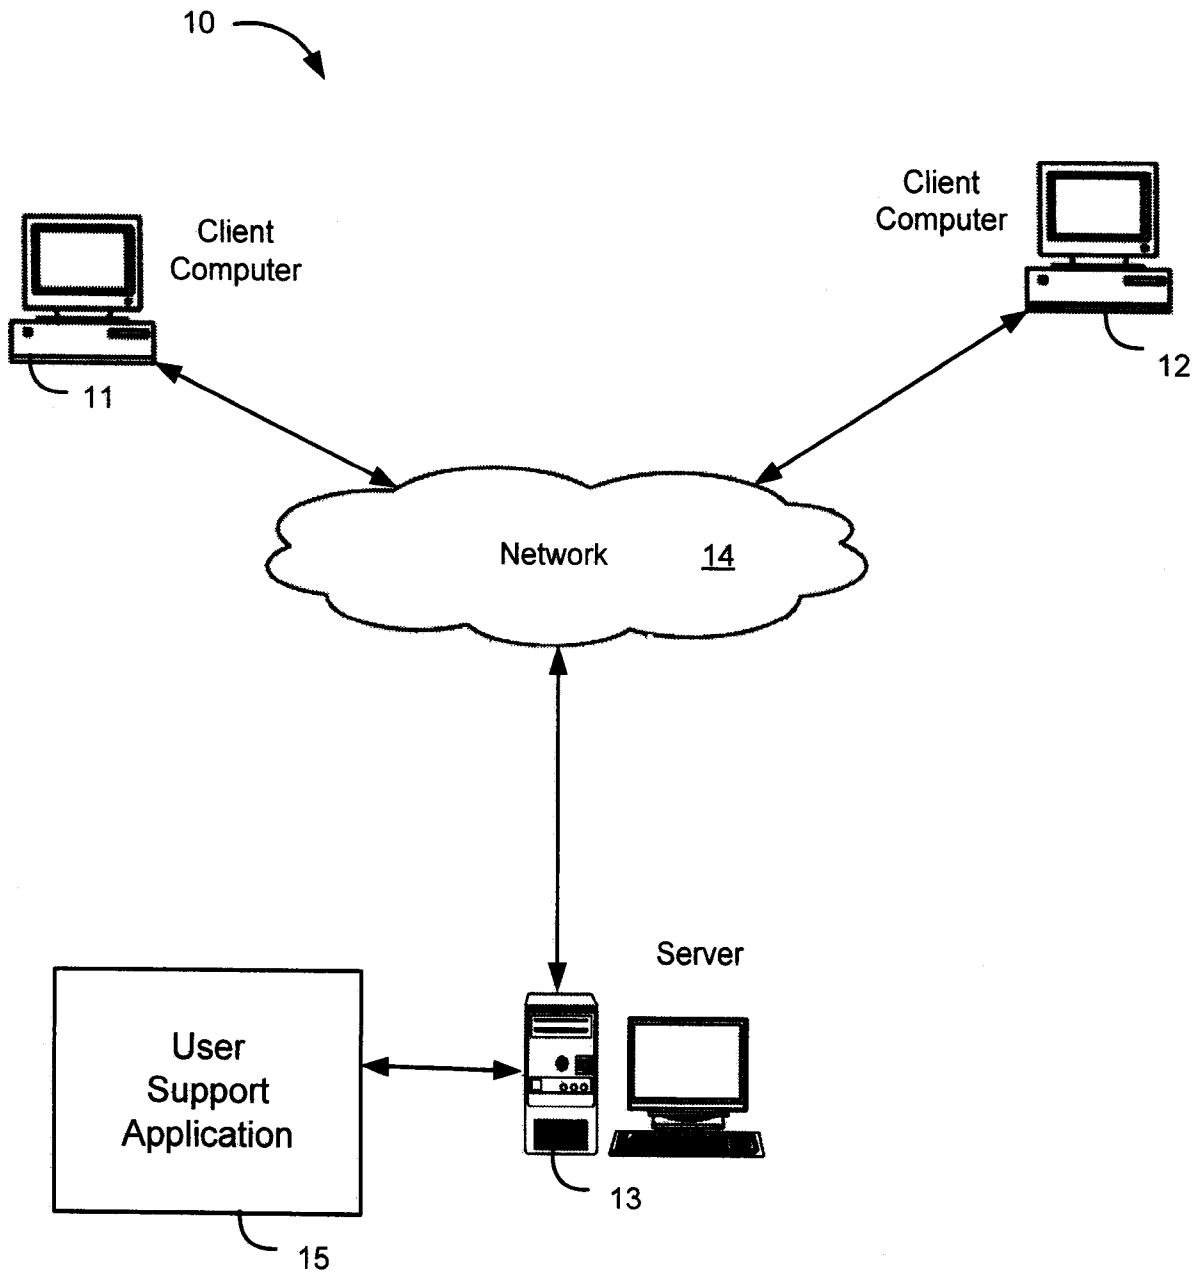 10
Client
Computer
12
Client
Computer
11
Network 14
Server
13
User
Support
Application
15